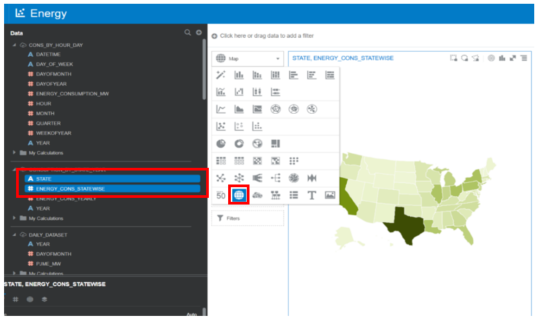 Energy
Data
CONS_BY_HOUR_DAY
DATETIME
DAY_OF_WEEK
DAYOFMONTH
DAYOFYEAR
ENERGY_CONSUMPTION_MW
HOUR
MONTH
QUARTER
WEEKOFYEAR
YEAR
My Calculations
STATE
ENERGY_CONS_STATEWISE
ENERGY_CONS_YEARLY
YEAR
My Calculations
DAILY_DATASET
YEAR
DAYOFMONTH
PJME_MW
My Calculations
STATE, ENERGY_CONS_STATEWISE
Auto
Click here or drag data to add a filter
Map
50
T
Filters
STATE, ENERGY_CONS_STATEWISE